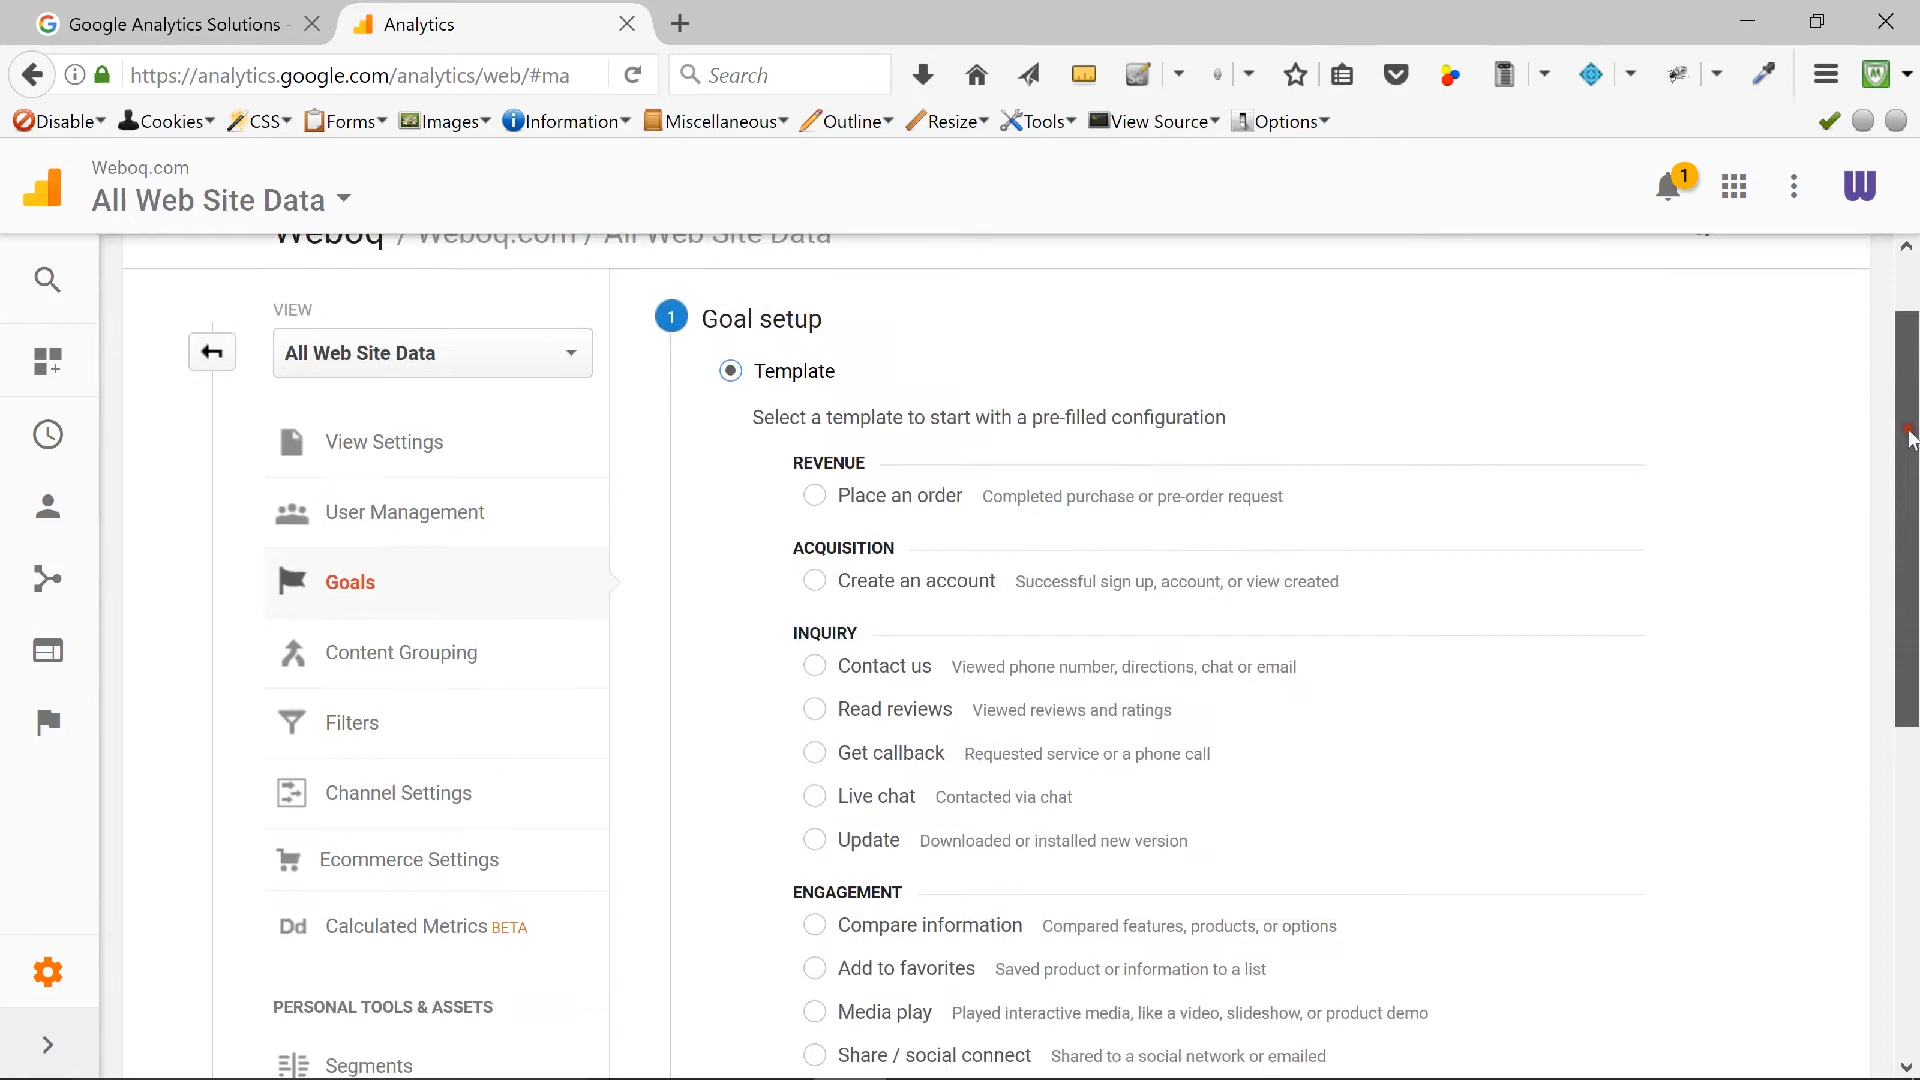 Google Analytics Solutions -
Analytics
https://analytics.google.com/analytics/web/#ma
Search
Disable Cookies CSS Forms Images Information Miscellaneous Outline Resize Tools View Source Options
Weboq.com
All Web Site Data
1
W
Weboq / Weboq.com / All Web Site Data
VIEW
All Web Site Data
View Settings
User Management
Goals
Content Grouping
Filters
Channel Settings
Ecommerce Settings
Dd Calculated Metrics BETA
PERSONAL TOOLS & ASSETS
Segments
1 Goal setup
Template
Select a template to start with a pre-filled configuration
REVENUE
Place an order Completed purchase or pre-order request
ACQUISITION
Create an account Successful sign up, account, or view created
INQUIRY
Contact us Viewed phone number, directions, chat or email
Read reviews Viewed reviews and ratings
Get callback Requested service or a phone call
Live chat Contacted via chat
Update Downloaded or installed new version
ENGAGEMENT
Compare information Compared features, products, or options
Add to favorites Saved product or information to a list
Media play Played interactive media, like a video, slideshow, or product demo
Share / social connect Shared to a social network or emailed